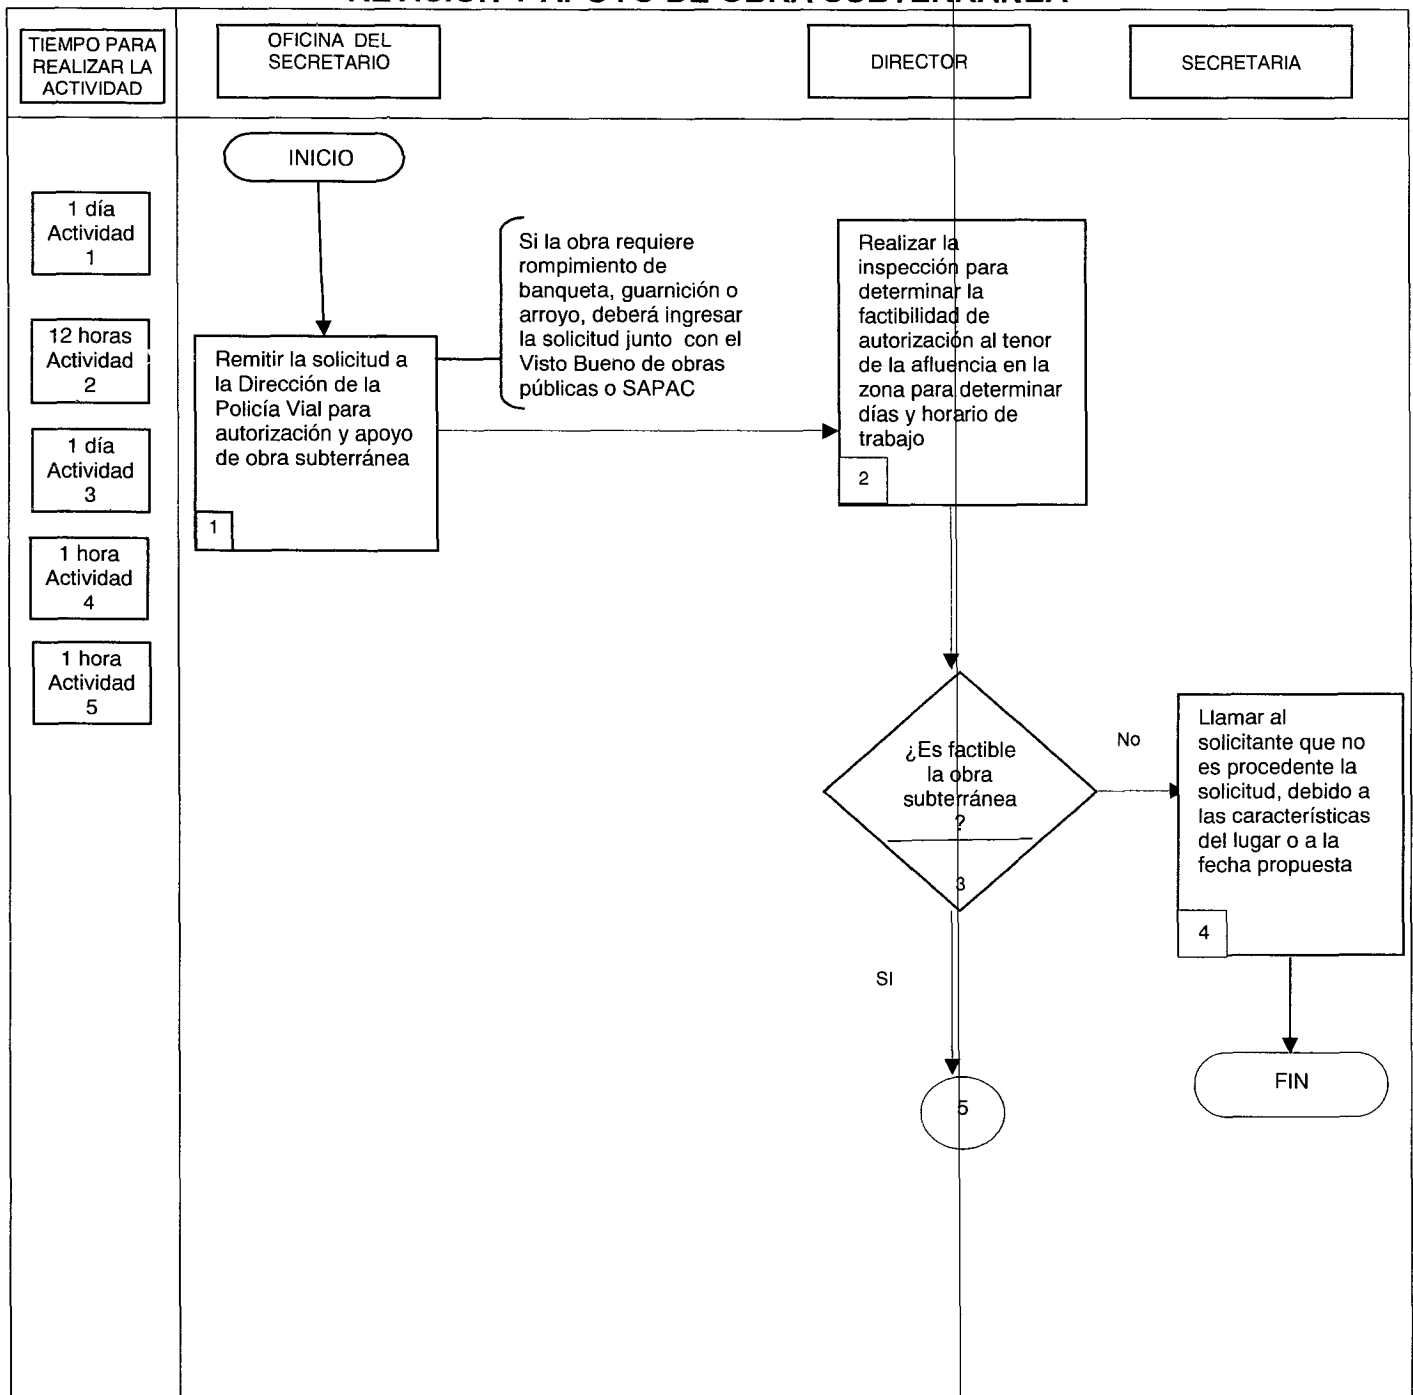 REVISIÓN Y APOYO DE OBRA SUBTERRÁNEA
TIEMPO PARA
REALIZAR LA
ACTIVIDAD
OFICINA DEL
SECRETARIO
DIRECTOR
SECRETARIA
INICIO
1 día
Actividad
1
12 horas
Actividad
2
1 día
Actividad
3
1 hora
Actividad
4
1 hora
Actividad
5
Remitir la solicitud a
la Dirección de la
Policía Vial para
autorización y apoyo
de obra subterránea
1
Si la obra requiere
rompimiento de
banqueta, guarnición o
arroyo, deberá ingresar
la solicitud junto con el
Visto Bueno de obras
públicas o SAPAC
Realizar la
inspección para
determinar la
factibilidad de
autorización al tenor
de la afluencia en la
zona para determinar
días y horario de
trabajo
2
¿Es factible
la obra
subterránea
?
3
No
Llamar al
solicitante que no
es procedente la
solicitud, debido a
las características
del lugar o a la
fecha propuesta
4
SI
5
FIN